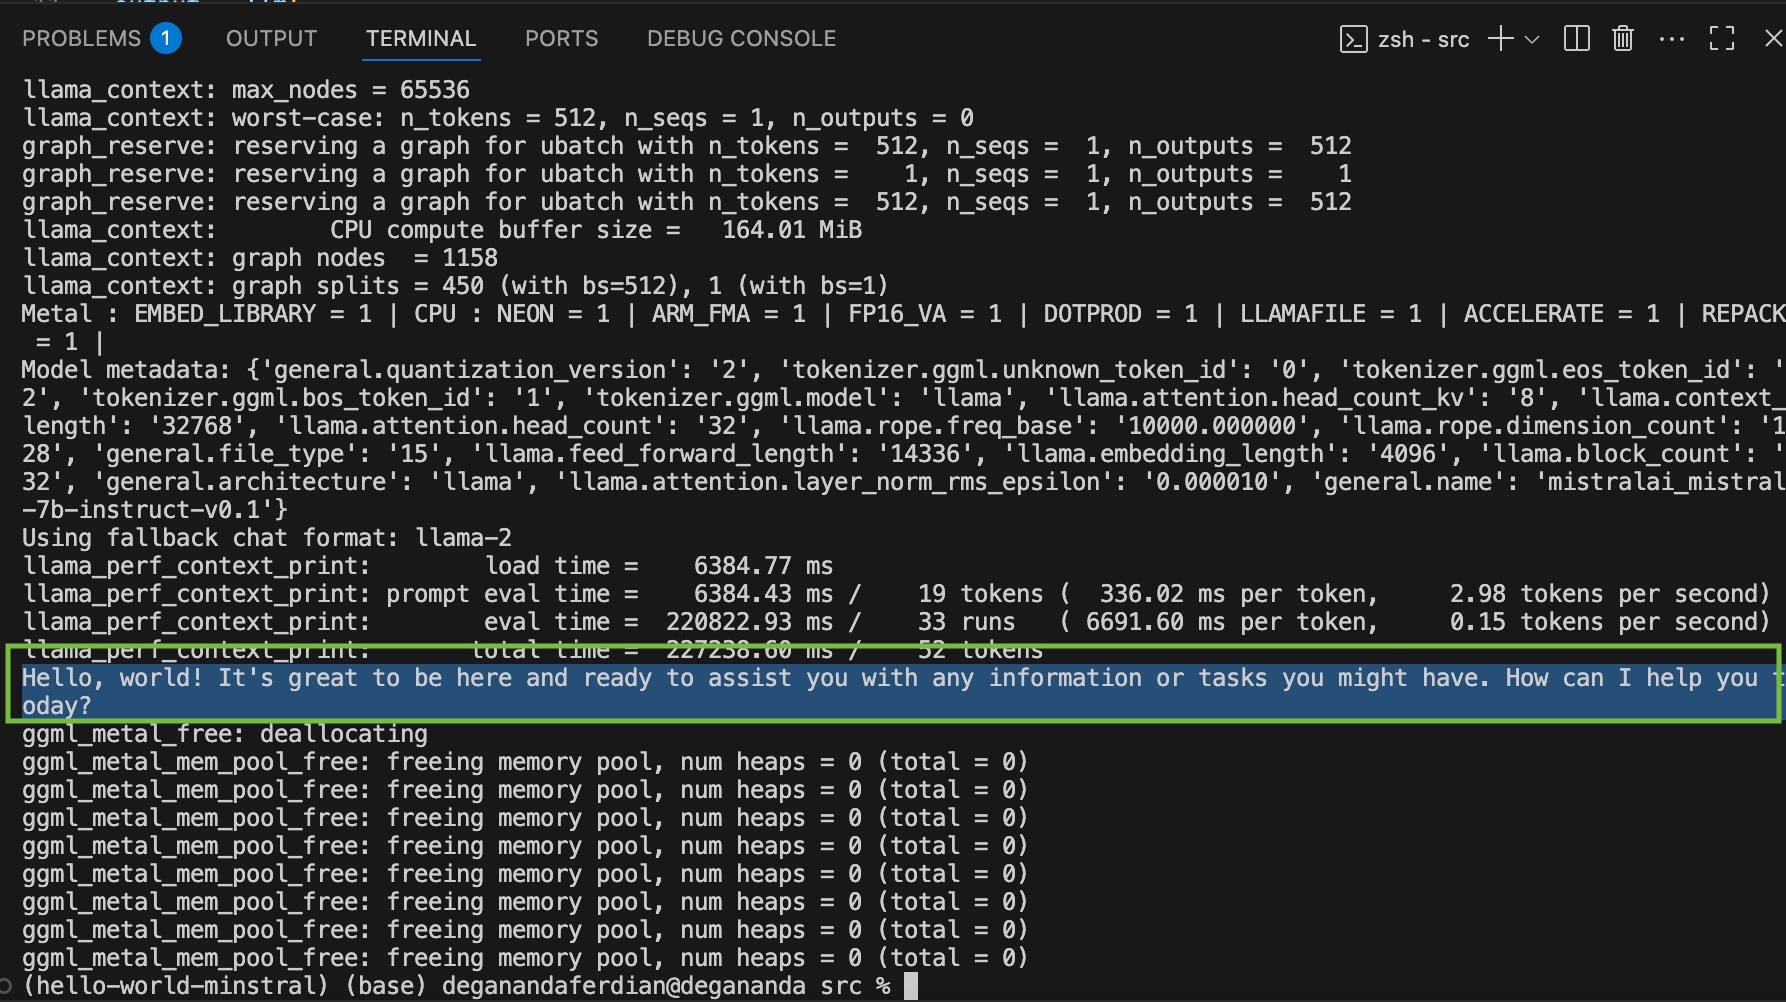 PROBLEMS 1 OUTPUT TERMINAL PORTS DEBUG CONSOLE zsh - src
llama_context: max_nodes = 65536
llama_context: worst-case: n_tokens = 512, n_seqs = 1, n_outputs = 0
graph_reserve: reserving a graph for ubatch with n_tokens =  512, n_seqs =  1, n_outputs =  512
graph_reserve: reserving a graph for ubatch with n_tokens =    1, n_seqs =  1, n_outputs =    1
graph_reserve: reserving a graph for ubatch with n_tokens =  512, n_seqs =  1, n_outputs =  512
llama_context:        CPU compute buffer size =   164.01 MiB
llama_context: graph nodes  = 1158
llama_context: graph splits = 450 (with bs=512), 1 (with bs=1)
Metal : EMBED_LIBRARY = 1 | CPU : NEON = 1 | ARM_FMA = 1 | FP16_VA = 1 | DOTPROD = 1 | LLAMAFILE = 1 | ACCELERATE = 1 | REPACK
 = 1 |
Model metadata: {'general.quantization_version': '2', 'tokenizer.ggml.unknown_token_id': '0', 'tokenizer.ggml.eos_token_id': '
2', 'tokenizer.ggml.bos_token_id': '1', 'tokenizer.ggml.model': 'llama', 'llama.attention.head_count_kv': '8', 'llama.context_
length': '32768', 'llama.attention.head_count': '32', 'llama.rope.freq_base': '10000.000000', 'llama.rope.dimension_count': '1
28', 'general.file_type': '15', 'llama.feed_forward_length': '14336', 'llama.embedding_length': '4096', 'llama.block_count': '
32', 'general.architecture': 'llama', 'llama.attention.layer_norm_rms_epsilon': '0.000010', 'general.name': 'mistralai_mistral
-7b-instruct-v0.1'}
Using fallback chat format: llama-2
llama_perf_context_print:        load time =    6384.77 ms
llama_perf_context_print: prompt eval time =    6384.43 ms /    19 tokens (  336.02 ms per token,     2.98 tokens per second)
llama_perf_context_print:        eval time =  220822.93 ms /    33 runs   ( 6691.60 ms per token,     0.15 tokens per second)
llama_perf_context_print:       total time =  227238.60 ms /    52 tokens
Hello, world! It's great to be here and ready to assist you with any information or tasks you might have. How can I help you t
oday?
ggml_metal_free: deallocating
ggml_metal_mem_pool_free: freeing memory pool, num heaps = 0 (total = 0)
ggml_metal_mem_pool_free: freeing memory pool, num heaps = 0 (total = 0)
ggml_metal_mem_pool_free: freeing memory pool, num heaps = 0 (total = 0)
ggml_metal_mem_pool_free: freeing memory pool, num heaps = 0 (total = 0)
ggml_metal_mem_pool_free: freeing memory pool, num heaps = 0 (total = 0)
ggml_metal_mem_pool_free: freeing memory pool, num heaps = 0 (total = 0)
ggml_metal_mem_pool_free: freeing memory pool, num heaps = 0 (total = 0)
ggml_metal_mem_pool_free: freeing memory pool, num heaps = 0 (total = 0)
(hello-world-minstral) (base) deganandaferdian@degananda src %